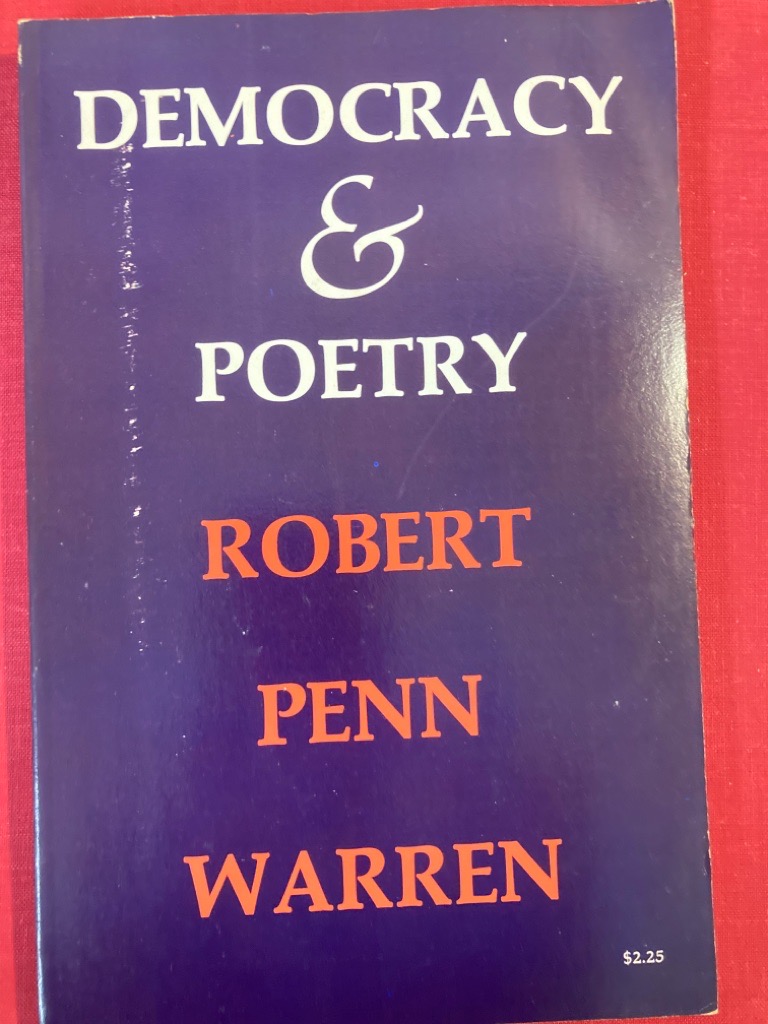 DEMOCRACY
&
POETRY
ROBERT
PENN
WARREN
$2.25